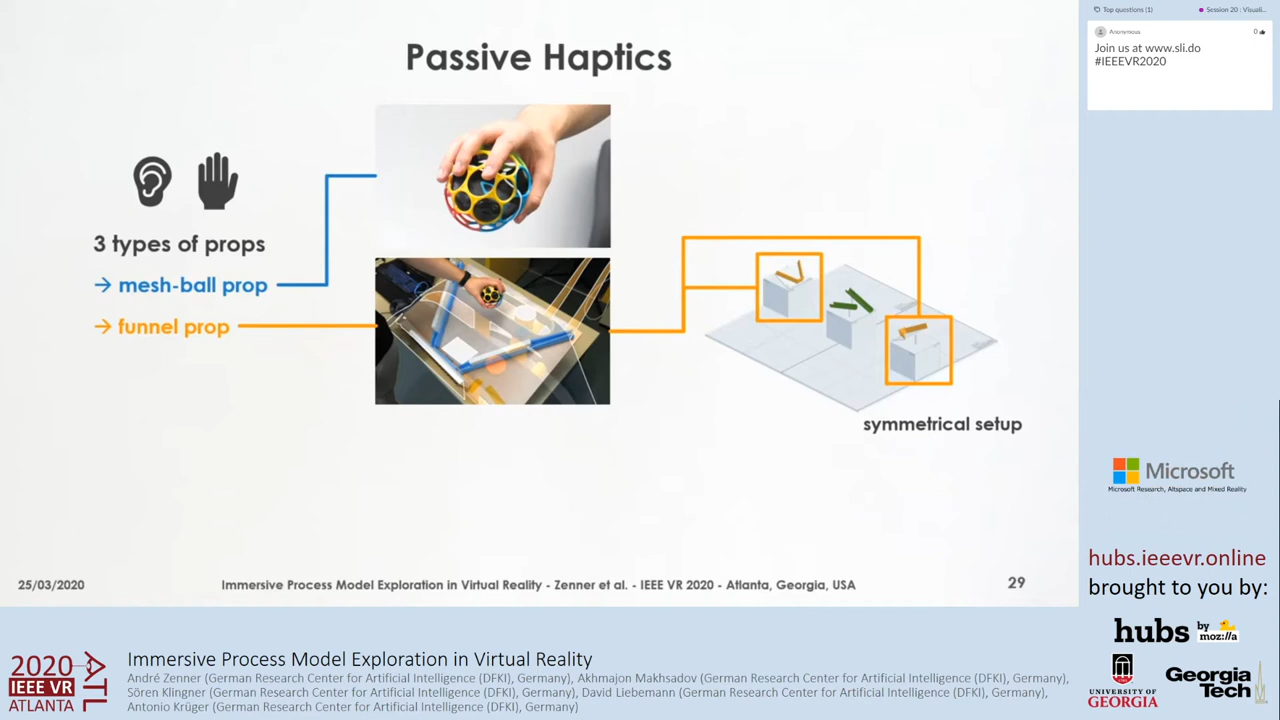 Passive Haptics
3 types of props
→ mesh-ball prop
→ funnel prop
symmetrical setup
25/03/2020
Immersive Process Model Exploration in Virtual Reality - Zenner et al. - IEEE VR 2020 - Atlanta, Georgia, USA
29
Top questions (1)
Session 20 : Visuali...
Anonymous
0
Join us at www.sli.do
#IEEEVR2020
Microsoft
Microsoft Research, Altspace and Mixed Reality
hubs.ieeevr.online
brought to you by:
hubs by moz://a
UNIVERSITY OF
GEORGIA
Georgia
Tech
2020
IEEE VR
ATLANTA
ATL
Immersive Process Model Exploration in Virtual Reality
André Zenner (German Research Center for Artificial Intelligence (DFKI), Germany), Akhmajon Makhsadov (German Research Center for Artificial Intelligence (DFKI), Germany),
Sören Klingner (German Research Center for Artificial Intelligence (DFKI), Germany), David Liebemann (German Research Center for Artificial Intelligence (DFKI), Germany),
Antonio Krüger (German Research Center for Artificial Intelligence (DFKI), Germany)